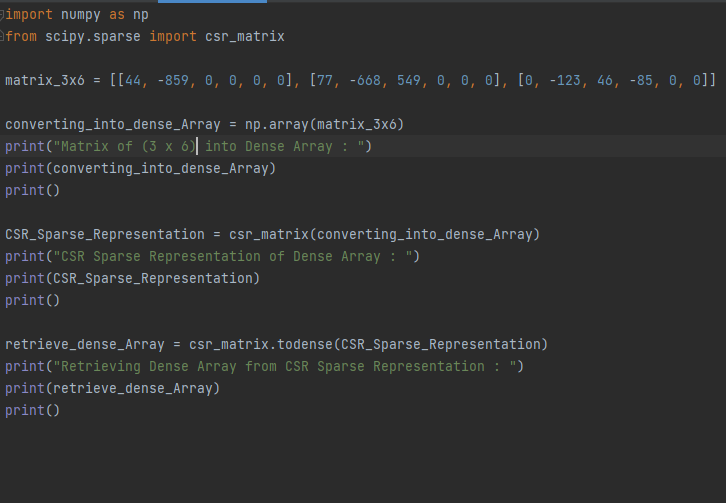 import numpy as np
from scipy.sparse import csr_matrix
matrix_3x6 = [[44, -859, 0, 0, 0, 0], [77, -668, 549, 0, 0, 0], [0, -123, 46, -85, 0, 0]]
converting_into_dense_Array = np.array(matrix_3x6)
print("Matrix of (3 x 6) into Dense Array : ")
print(converting_into_dense_Array)
print()
CSR_Sparse_Representation = csr_matrix(converting_into_dense_Array)
print("CSR Sparse Representation of Dense Array : ")
print(CSR_Sparse_Representation)
print()
retrieve_dense_Array = csr_matrix.todense(CSR_Sparse_Representation)
print("Retrieving Dense Array from CSR Sparse Representation : ")
print(retrieve_dense_Array)
print()